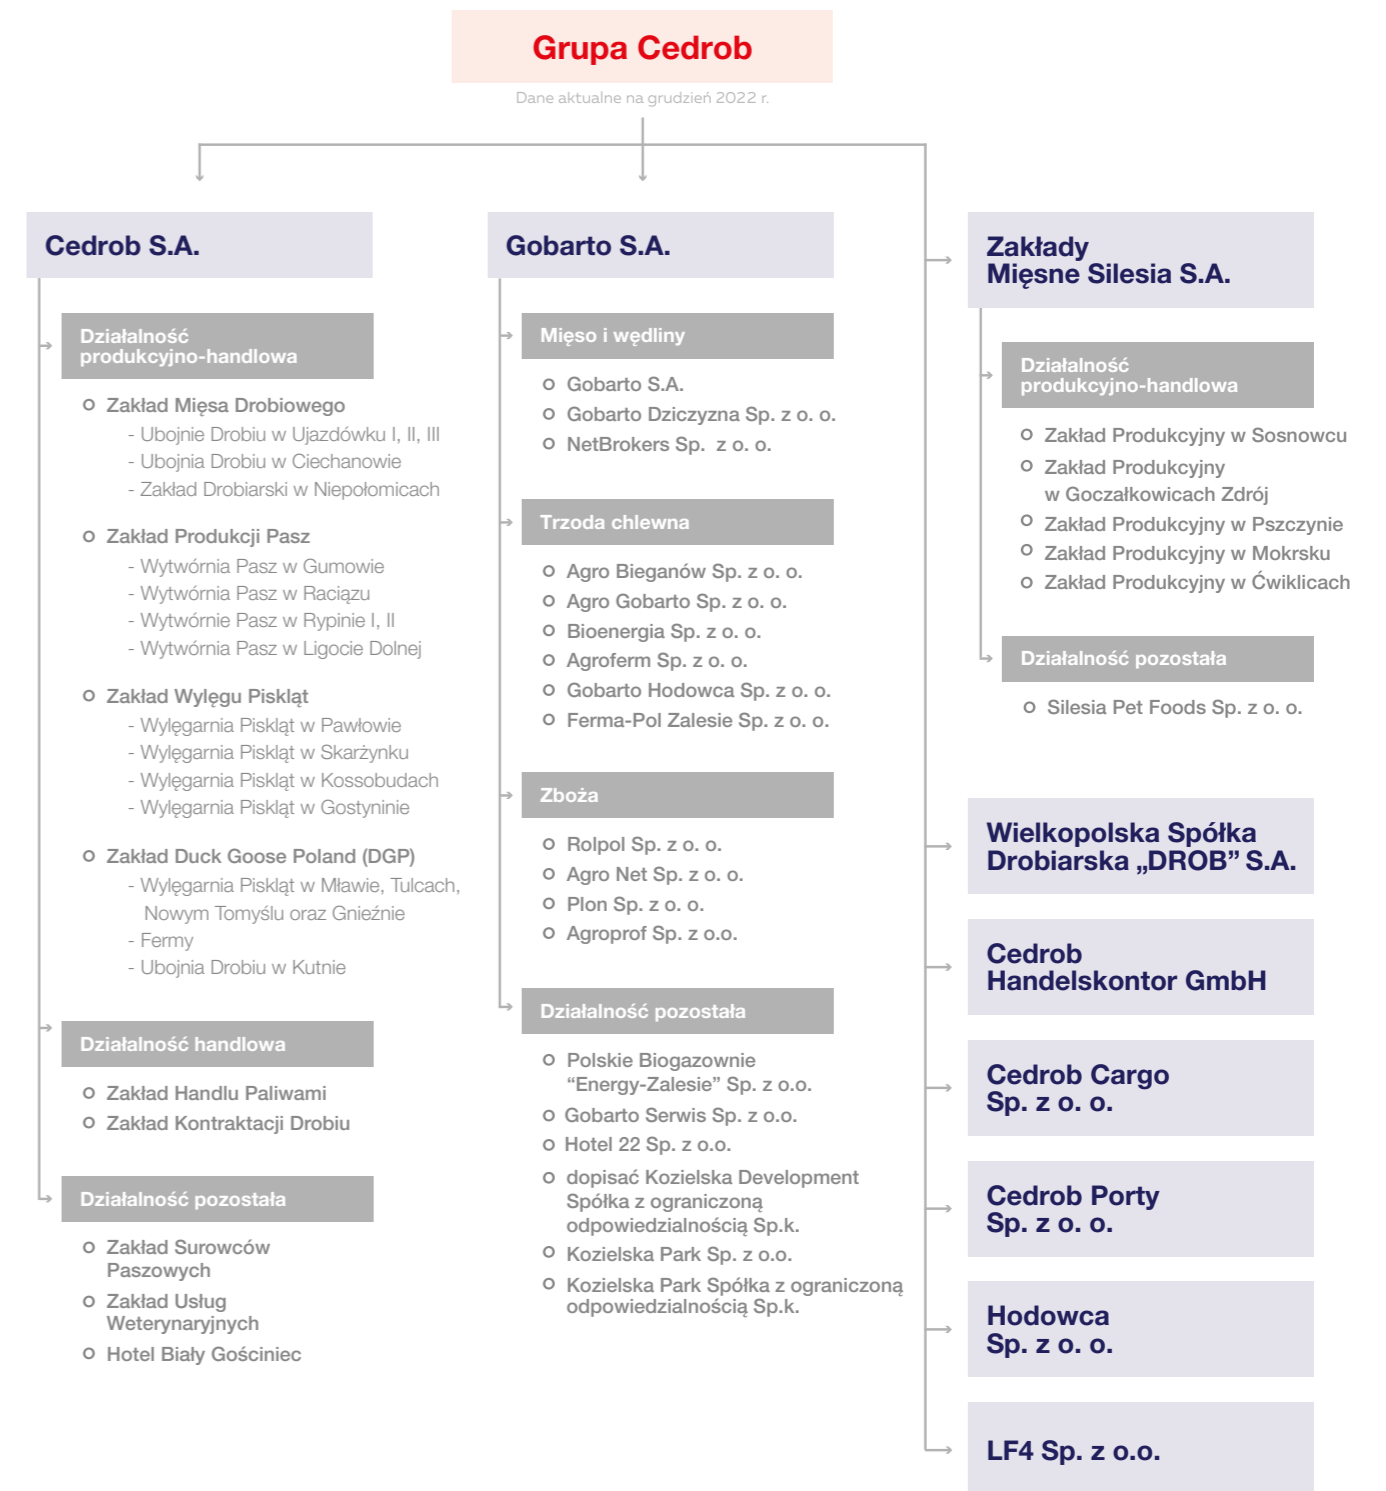 Grupa Cedrob
Dane aktualne na grudzień 2022 r.
Cedrob S.A.
Działalność
produkcyjno-handlowa
Zakład Mięsa Drobiowego
- Ubojnie Drobiu w Ujazdówku I, II, III
- Ubojnia Drobiu w Ciechanowie
- Zakład Drobiarski w Niepołomicach
Zakład Produkcji Pasz
- Wytwórnia Pasz w Gumowie
- Wytwórnia Pasz w Raciązu
- Wytwórnie Pasz w Rypinie I, II
- Wytwórnia Pasz w Ligocie Dolnej
Zakład Wylęgu Piskląt
- Wylęgarnia Piskląt w Pawłowie
- Wylęgarnia Piskląt w Skarżynku
- Wylęgarnia Piskląt w Kossobudach
- Wylęgarnia Piskląt w Gostyninie
Zakład Duck Goose Poland (DGP)
- Wylęgarnia Piskląt w Mławie, Tulcach,
Nowym Tomyślu oraz Gnieźnie
- Fermy
- Ubojnia Drobiu w Kutnie
Działalność handlowa
Zakład Handlu Paliwami
Zakład Kontraktacji Drobiu
Działalność pozostała
Zakład Surowców
Paszowych
Zakład Usług
Weterynaryjnych
Hotel Biały Gościniec
Gobarto S.A.
Mięso i wędliny
Gobarto S.A.
Gobarto Dziczyzna Sp. z o. o.
NetBrokers Sp. z o. o.
Trzoda chlewna
Agro Bieganów Sp. z o. o.
Agro Gobarto Sp. z o. o.
Bioenergia Sp. z o. o.
Agroferm Sp. z o. o.
Gobarto Hodowca Sp. z o. o.
Ferma-Pol Zalesie Sp. z o. o.
Zboża
Rolpol Sp. z o. o.
Agro Net Sp. z o. o.
Plon Sp. z o. o.
Agroprof Sp. z o.o.
Działalność pozostała
Polskie Biogazownie
“Energy-Zalesie” Sp. z o.o.
Gobarto Serwis Sp. z o.o.
Hotel 22 Sp. z o.o.
dopisać Kozielska Development
Spółka z ograniczoną
odpowiedzialnością Sp.k.
Kozielska Park Sp. z o.o.
Kozielska Park Spółka z ograniczoną
odpowiedzialnością Sp.k.
Zakłady
Mięsne Silesia S.A.
Działalność
produkcyjno-handlowa
Zakład Produkcyjny w Sosnowcu
Zakład Produkcyjny
w Goczałkowicach Zdrój
Zakład Produkcyjny w Pszczynie
Zakład Produkcyjny w Mokrsku
Zakład Produkcyjny w Ćwiklicach
Działalność pozostała
Silesia Pet Foods Sp. z o. o.
Wielkopolska Spółka
Drobiarska „DROB” S.A.
Cedrob
Handelskontor GmbH
Cedrob Cargo
Sp. z o. o.
Cedrob Porty
Sp. z o. o.
Hodowca
Sp. z o. o.
LF4 Sp. z o.o.